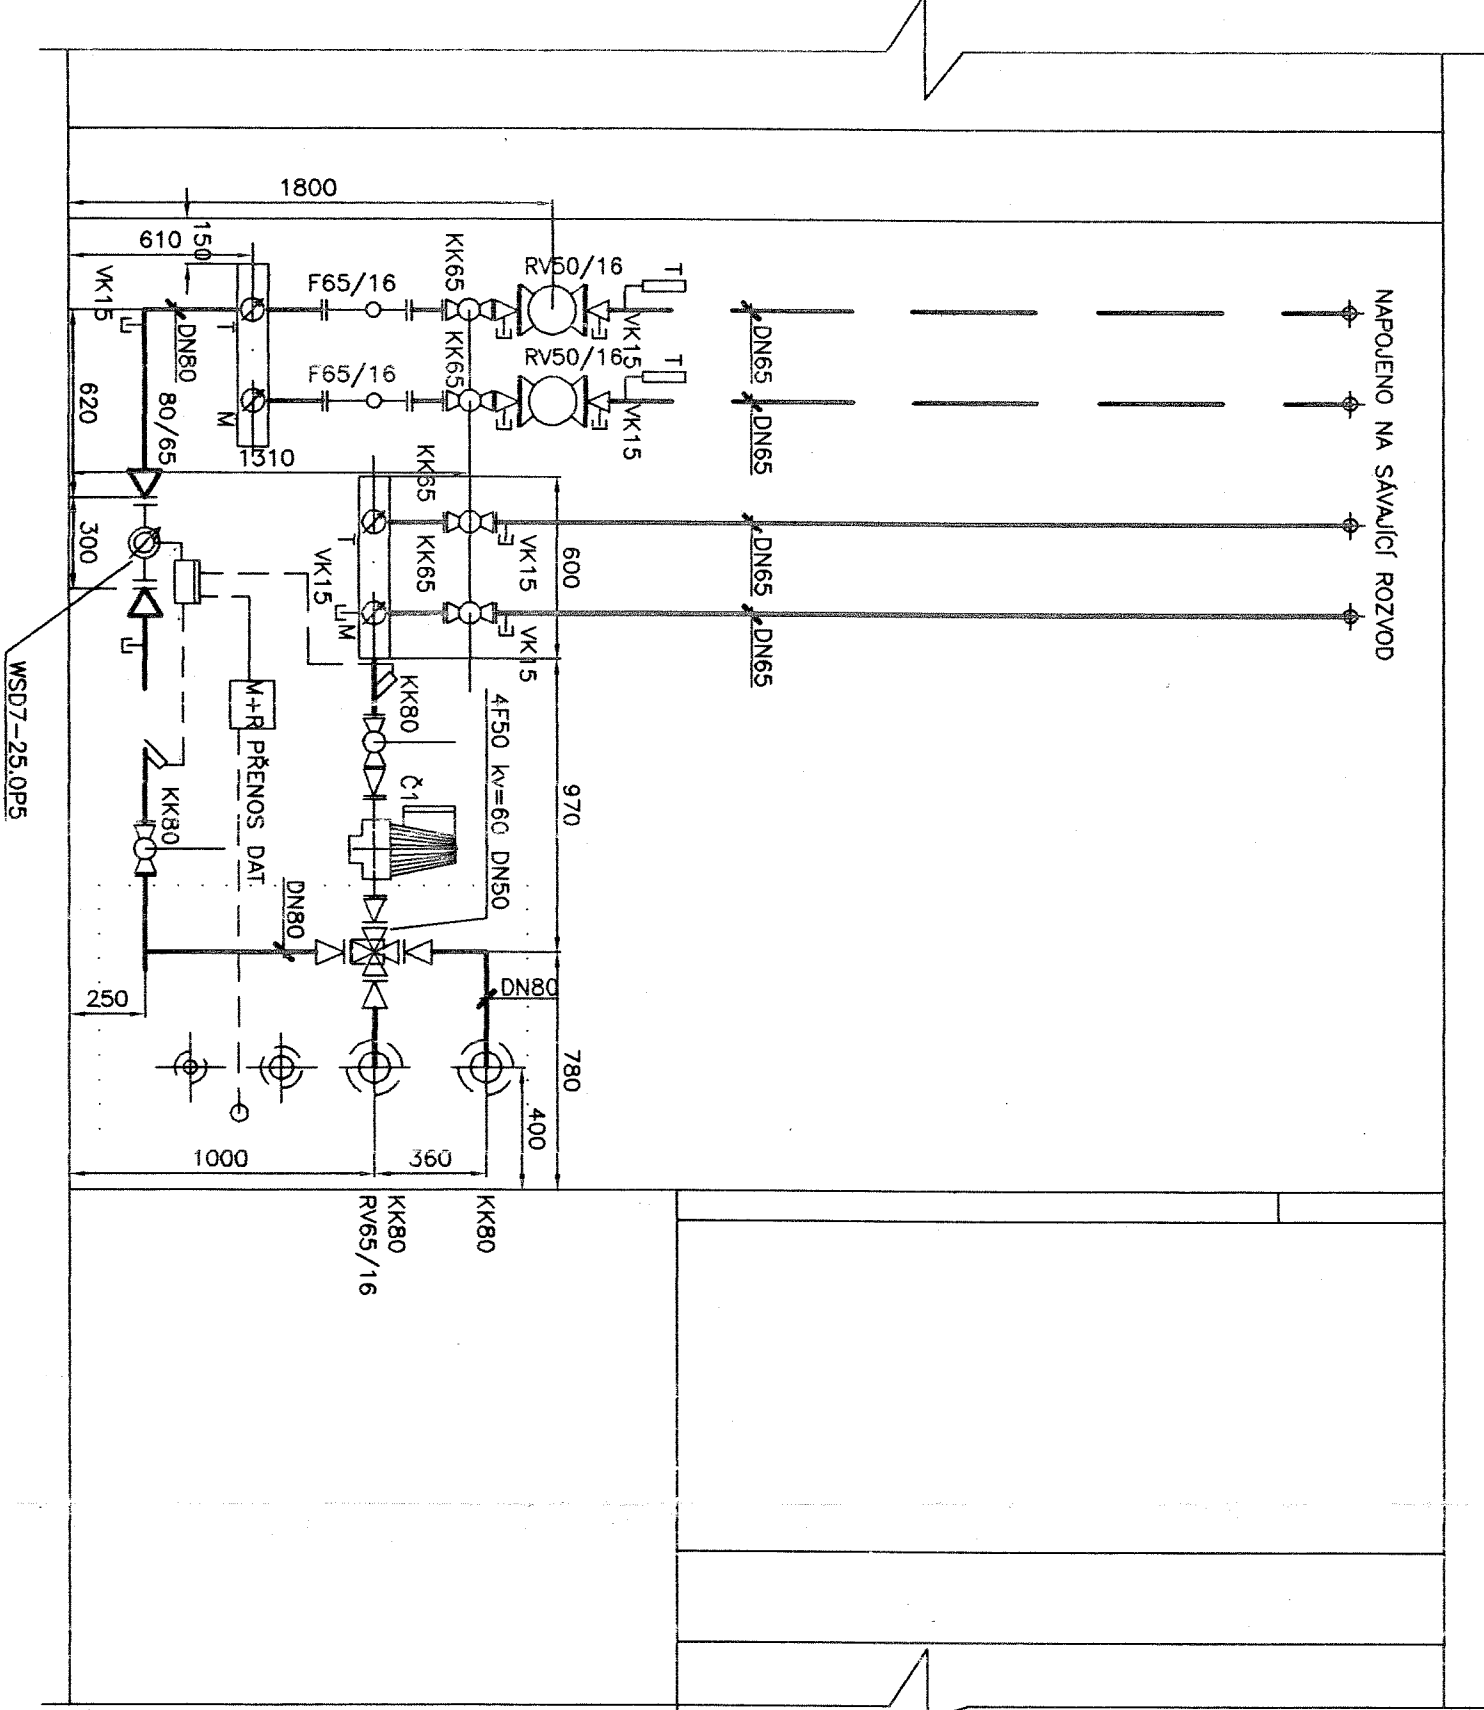 1800
150
610
VK15
DN80
T
F65/16
KK65
RV50/16
T
VK15
DN65
NAPOJENO NA SÁVAJÍCÍ ROZVOD
620
80/65
M
F65/16
KK65
RV50/16
T
VK15
DN65
1310
KK65
300
T
VK15
M
KK65
VK15
600
DN65
VK15
DN65
WSD7-25.0P5
M+R PŘENOS DAT
KK80
4F50 kv=60 DN50
Č1
970
KK80
DN80
DN80
250
780
400
1000
360
KK80
RV65/16
KK80